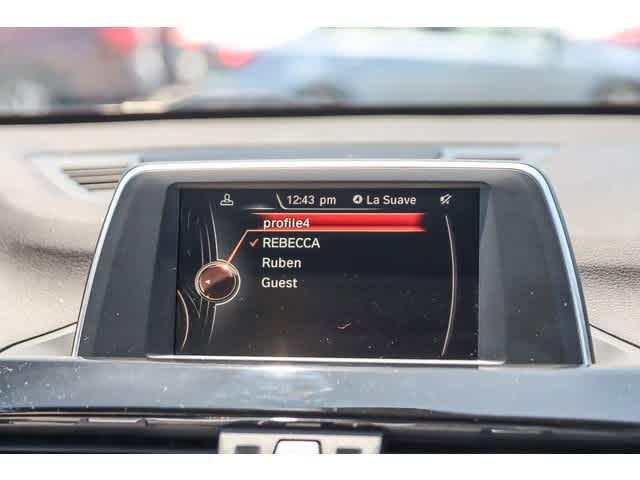 12:43 pm La Suave
profile4
REBECCA
Ruben
Guest